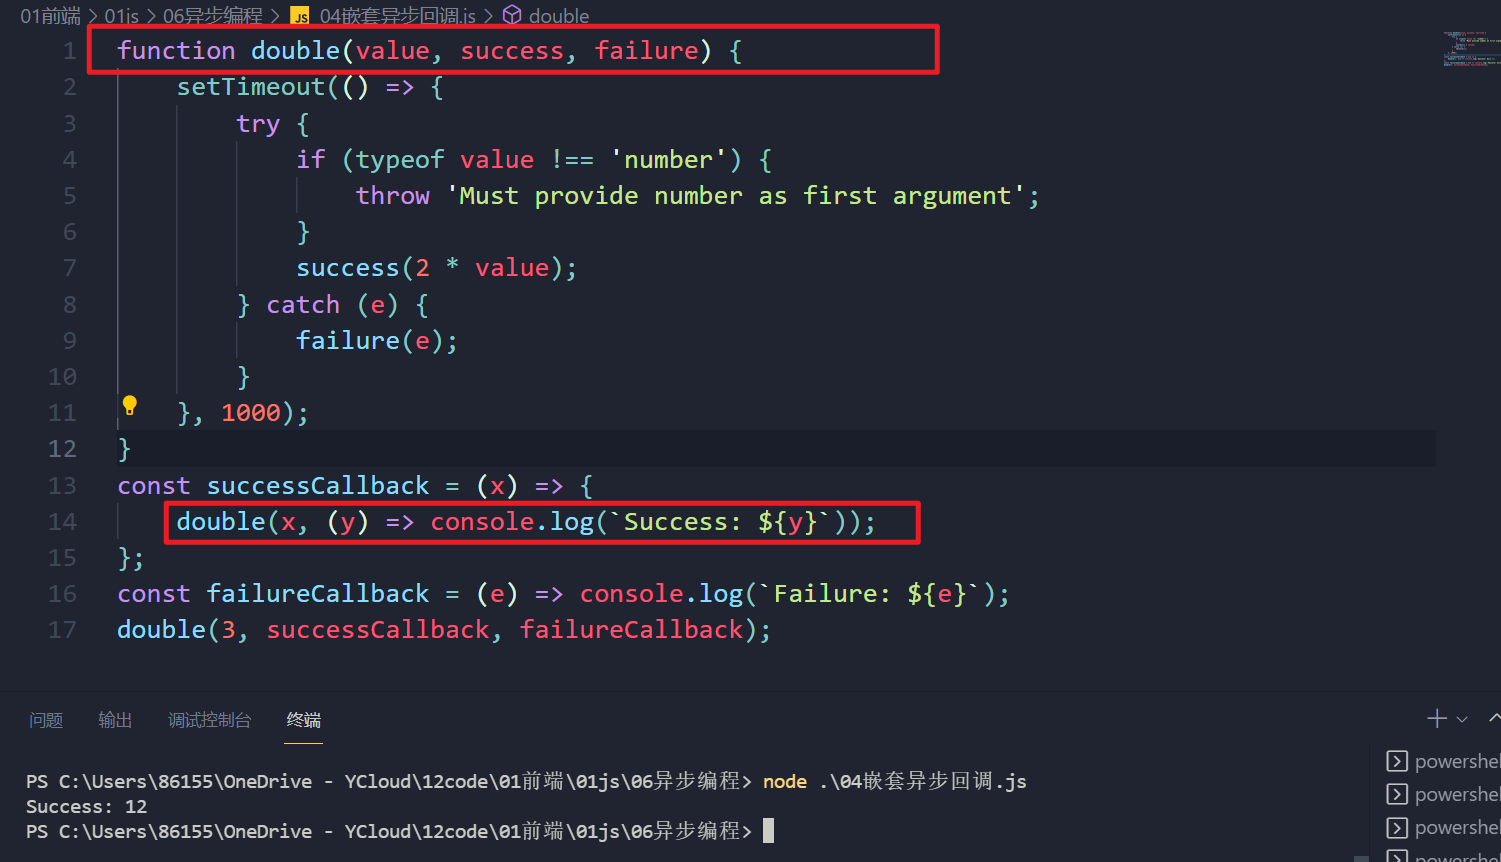 01前端 > 01js > 06异步编程 > JS 04嵌套异步回调.js > double
1 function double(value, success, failure) {
2     setTimeout(() => {
3         try {
4             if (typeof value !== 'number') {
5                 throw 'Must provide number as first argument';
6             }
7             success(2 * value);
8         } catch (e) {
9             failure(e);
10         }
11     }, 1000);
12 }
13 const successCallback = (x) => {
14     double(x, (y) => console.log(`Success: ${y}`));
15 };
16 const failureCallback = (e) => console.log(`Failure: ${e}`);
17 double(3, successCallback, failureCallback);
问题 输出 调试控制台 终端
PS C:\Users\86155\OneDrive - YCloud\12code\01前端\01js\06异步编程> node .\04嵌套异步回调.js
Success: 12
PS C:\Users\86155\OneDrive - YCloud\12code\01前端\01js\06异步编程>
powershel
powershel
powershel
powershel